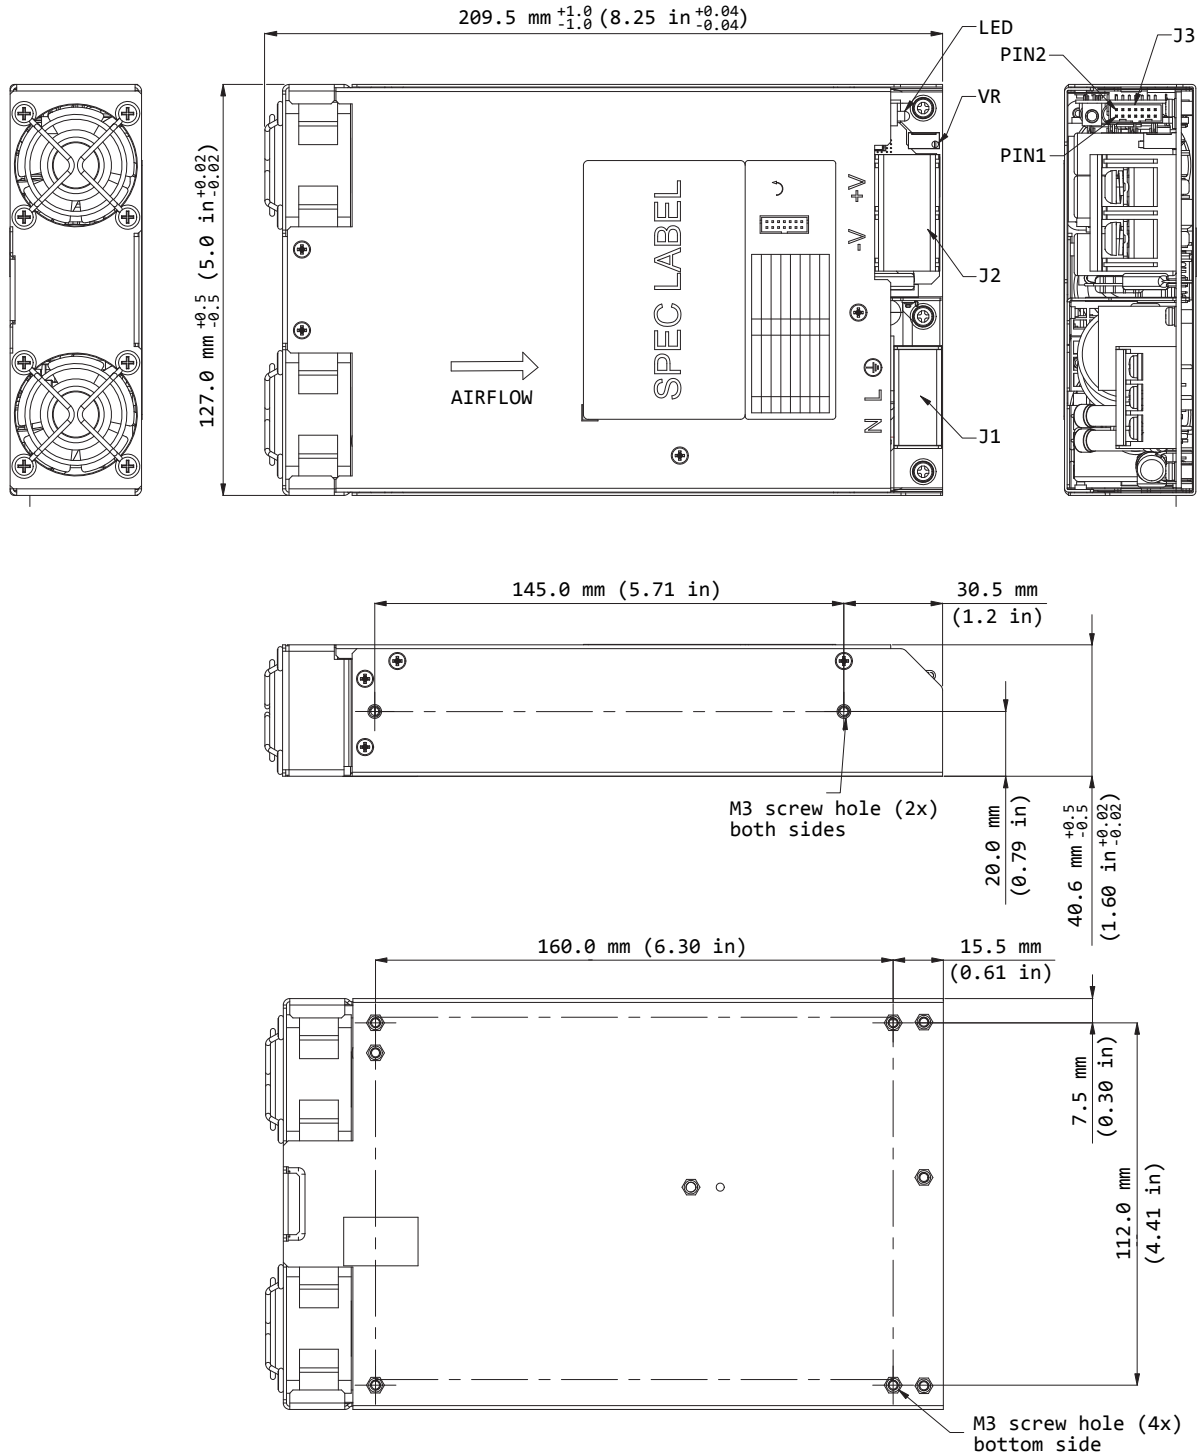 209.5 mm +1.0 -1.0 (8.25 in +0.04 -0.04)
LED
PIN2
J3
VR
PIN1
127.0 mm +0.5 -0.5 (5.0 in +0.02 -0.02)
SPEC LABEL
-V +V
J2
AIRFLOW
N L
J1
145.0 mm (5.71 in)
30.5 mm
(1.2 in)
M3 screw hole (2x)
both sides
20.0 mm
(0.79 in)
40.6 mm +0.5 -0.5
(1.60 in +0.02 -0.02)
160.0 mm (6.30 in)
15.5 mm
(0.61 in)
7.5 mm
(0.30 in)
112.0 mm
(4.41 in)
M3 screw hole (4x)
bottom side